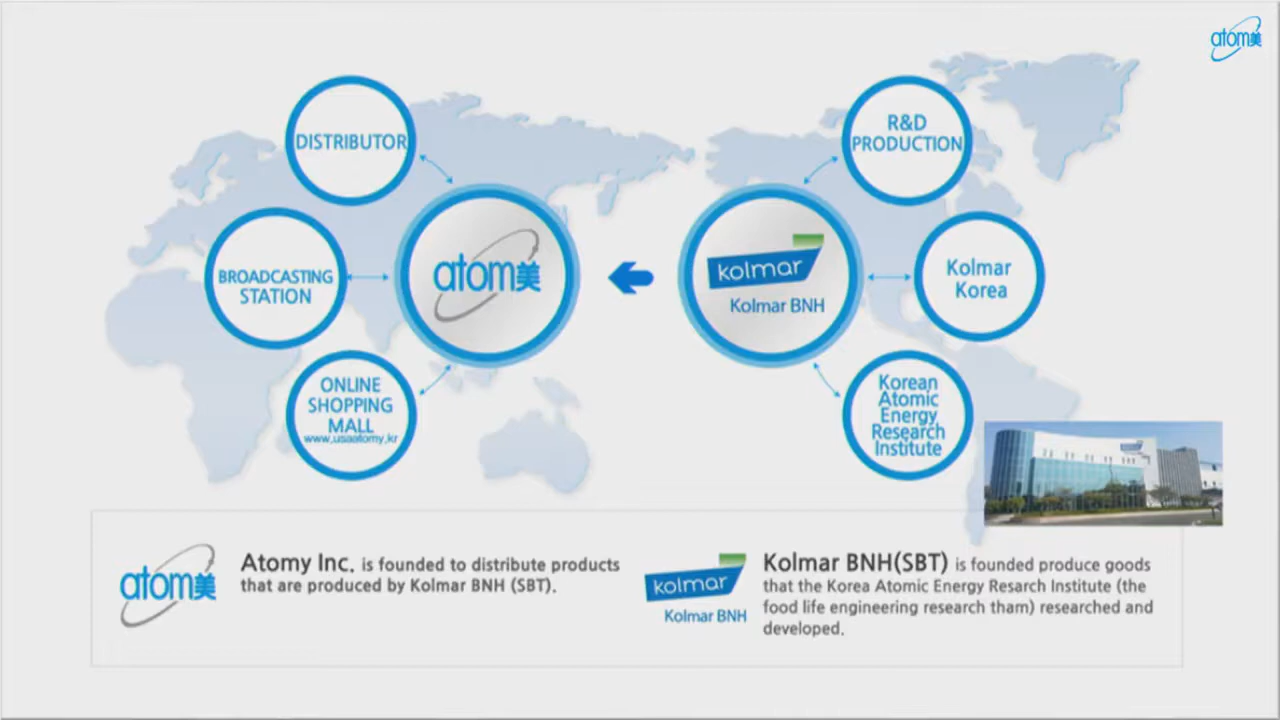 atom美
DISTRIBUTOR
R&D
PRODUCTION
BROADCASTING
STATION
atom美
kolmar
Kolmar BNH
Kolmar
Korea
ONLINE
SHOPPING
MALL
www.usaatomy.kr
Korean
Atomic
Energy
Research
Institute
atom美
Atomy Inc. is founded to distribute products
that are produced by Kolmar BNH (SBT).
kolmar
Kolmar BNH
Kolmar BNH(SBT) is founded produce goods
that the Korea Atomic Energy Resarch Institute (the
food life engineering research tham) researched and
developed.